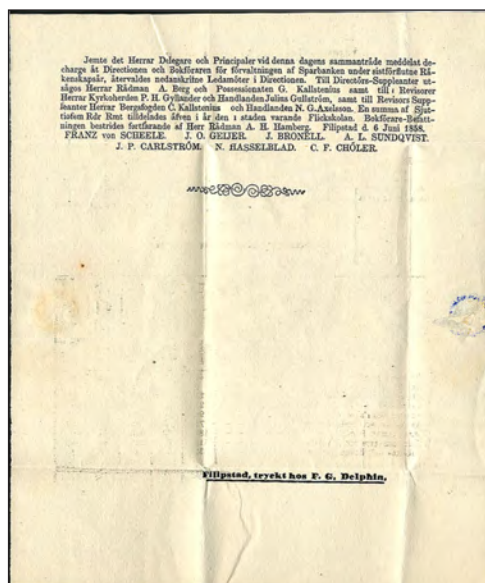 Jemte det Herrar Delegare och Principaler vid denna dagens sammanträde meddelat de-
charge åt Directionen och Bokföraren för förvaltningen af Sparbanken under sistförflutne Rä-
kenskapsår, återvaldes nedanskrifne Ledamöter i Directionen. Till Directörs-Suppleanter ut-
sågos Herrar Rådman A. Berg och Possessionaten G. Kallstenius samt till Revisorer
Herrar Kyrkoherden P. H. Gyllander och Handlanden Julius Gullström, samt till Revisors Supp-
leanter Herrar Bergsfogden C. Kallstenius och Handlanden N. G. Axelsson. En summa af Sjut-
tiofem Rdr Rmt tilldelades äfven i år den i staden varande Flickskolan. Bokförare-Befatt-
ningen bestrides fortfarande af Herr Rådman A. H. Hamberg. Filipstad d. 6 Juni 1858.
FRANZ von SCHEELE. J. O. GEIJER. J. BRONELL. A. L. SUNDQVIST.
J. P. CARLSTRÖM. N. HASSELBLAD. C. F. CHÖLER.
Filipstad, tryckt hos F. G. Delphin.